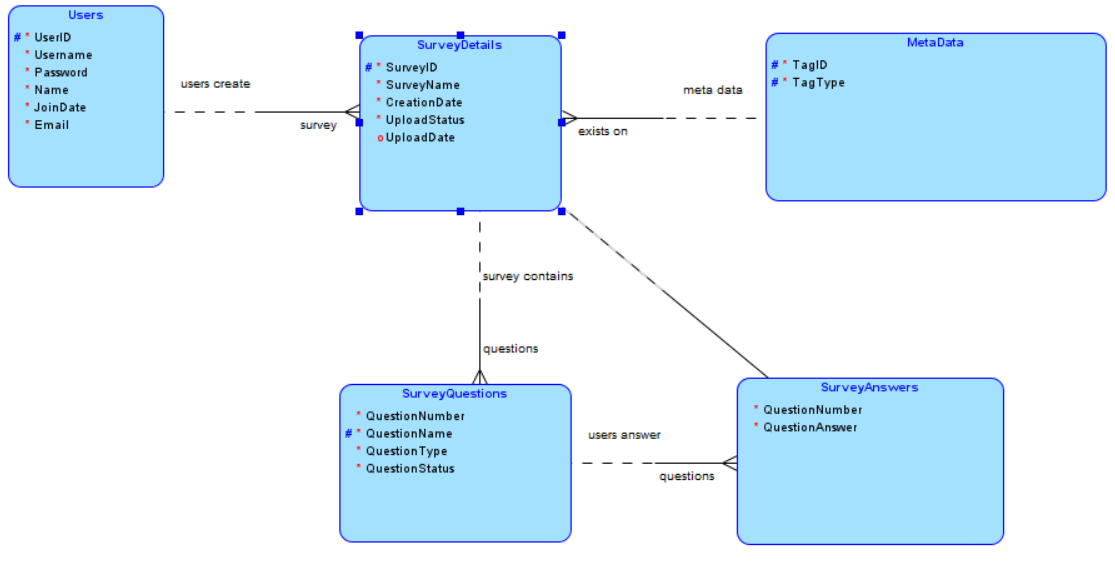 Users
# * UserID
* Username
* Password
* Name
* JoinDate
* Email
users create
survey
SurveyDetails
# * SurveyID
* SurveyName
* CreationDate
* UploadStatus
o UploadDate
meta data
exists on
MetaData
# * TagID
# * TagType
survey contains
questions
SurveyQuestions
* QuestionNumber
# * QuestionName
* QuestionType
* QuestionStatus
users answer
questions
SurveyAnswers
* QuestionNumber
* QuestionAnswer